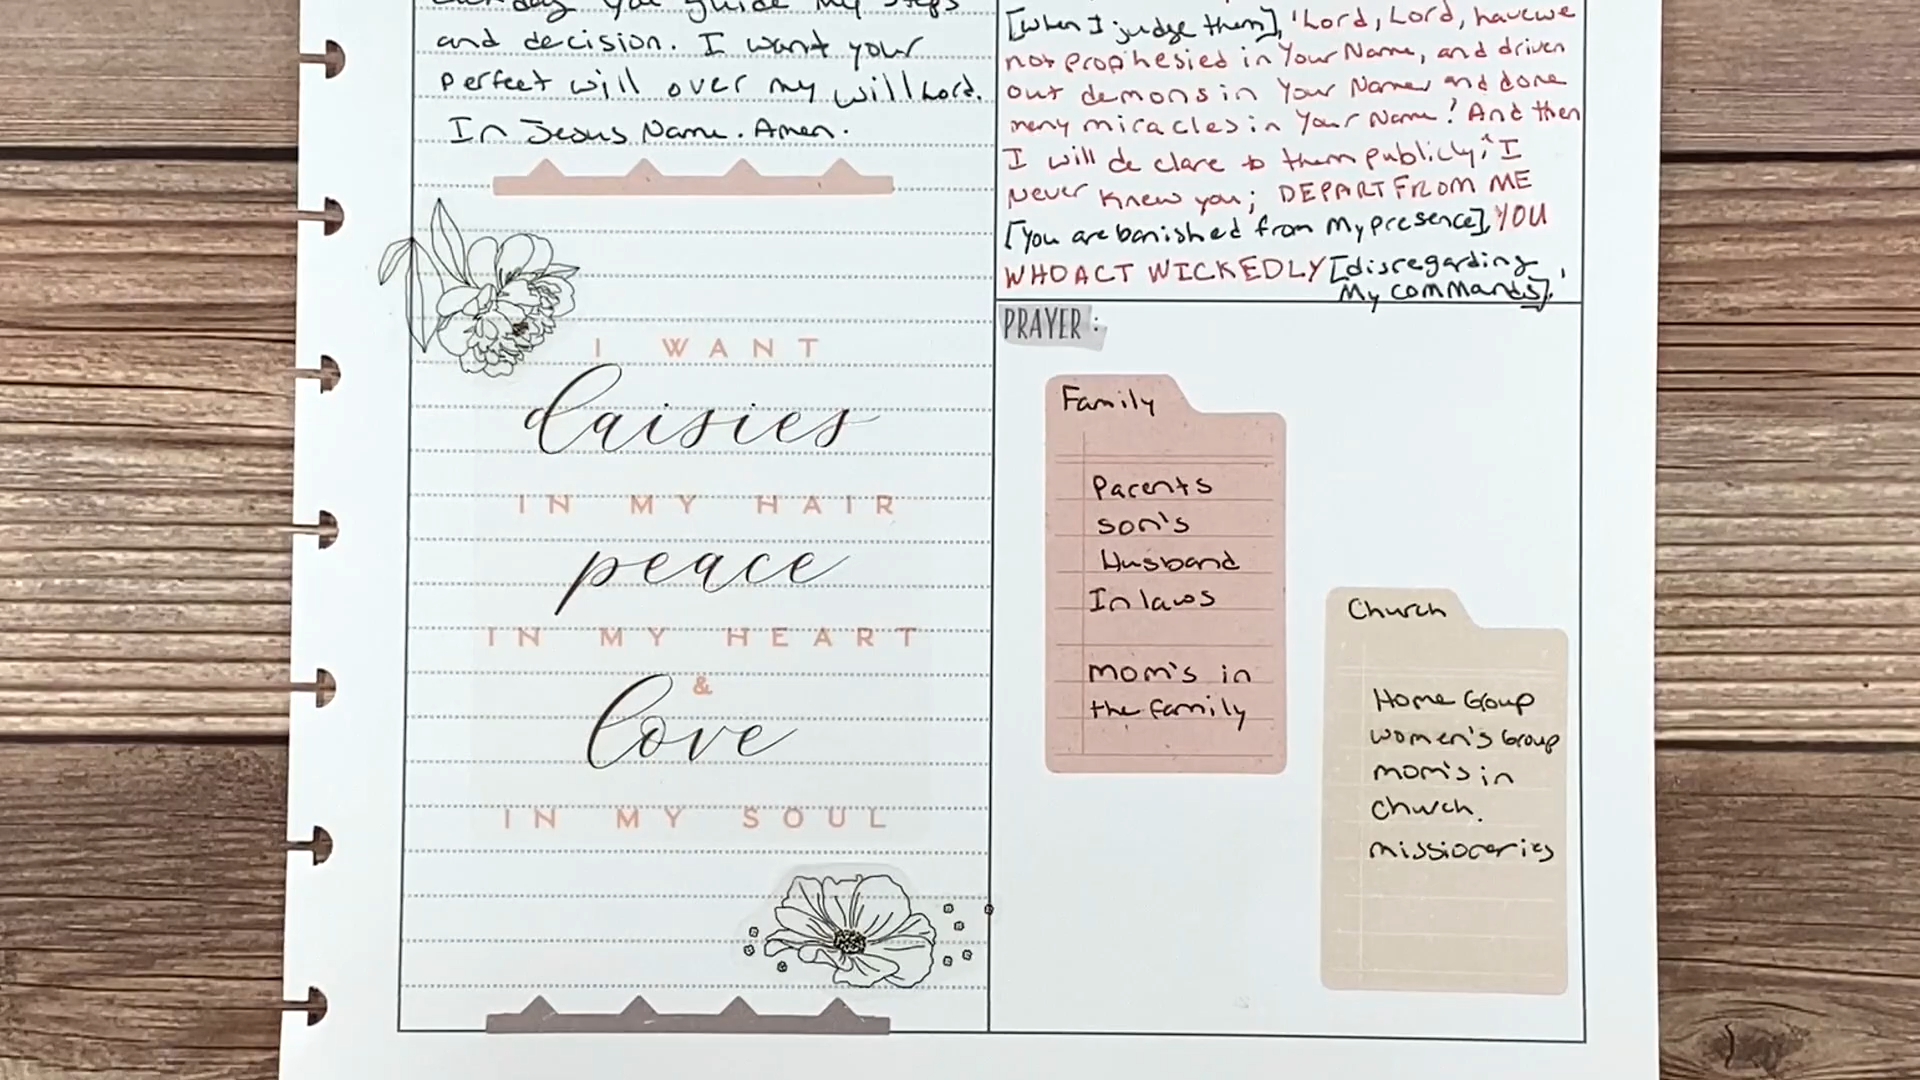 you guide my steps
and decision. I want your
perfect will over my will Lord.
In Jesus Name. Amen.
I WANT
daisies
IN MY HAIR
peace
IN MY HEART
&
love
IN MY SOUL
[when I judge them], 'Lord, Lord, have we
not prophesied in Your Name, and driven
out demons in Your Name and done
many miracles in Your Name? And then
I will declare to them publicly, "I
never knew you; DEPART FROM ME
[you are banished from My presence], YOU
WHO ACT WICKEDLY [disregarding
My commands].'
PRAYER:
Family
Parents
son's
Husband
In laws
mom's in
the family
Church
Home Group
women's Group
mom's in
church.
missionaries